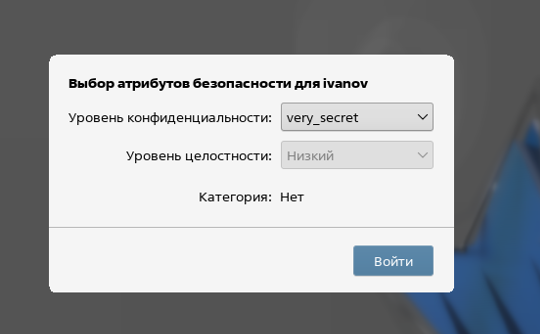 Выбор атрибутов безопасности для ivanov
Уровень конфиденциальности: very_secret
Уровень целостности: Низкий
Категория: Нет
Войти